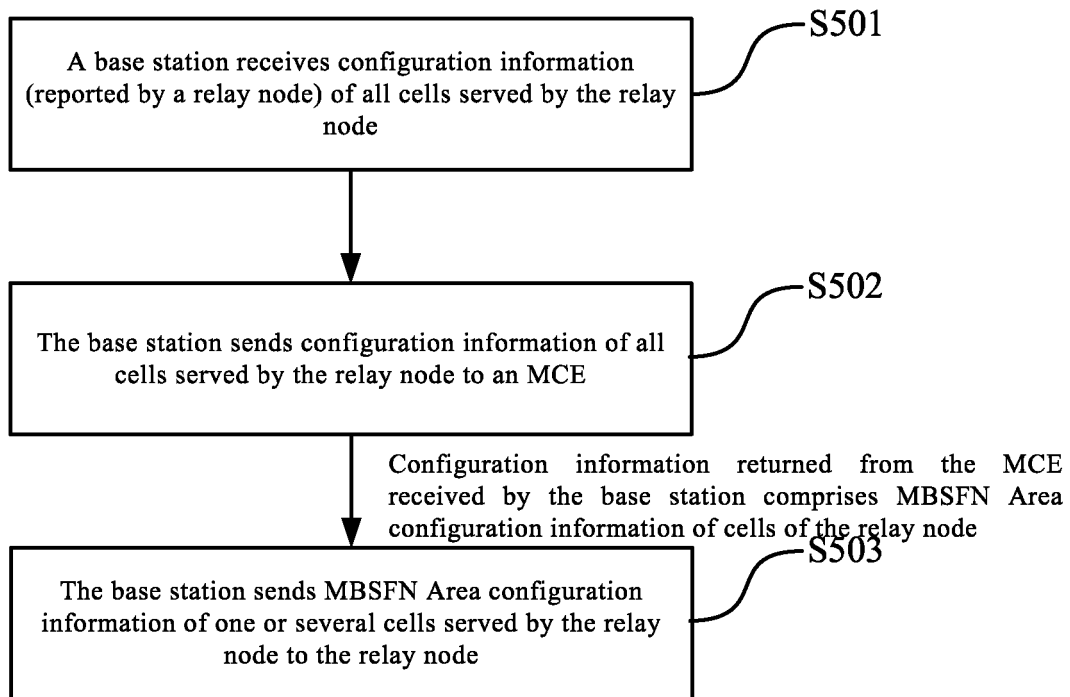 S501
A base station receives configuration information
(reported by a relay node) of all cells served by the relay
node
S502
The base station sends configuration information of all
cells served by the relay node to an MCE
Configuration information returned from the MCE
received by the base station comprises MBSFN Area
configuration information of cells of the relay node
S503
The base station sends MBSFN Area configuration
information of one or several cells served by the relay
node to the relay node